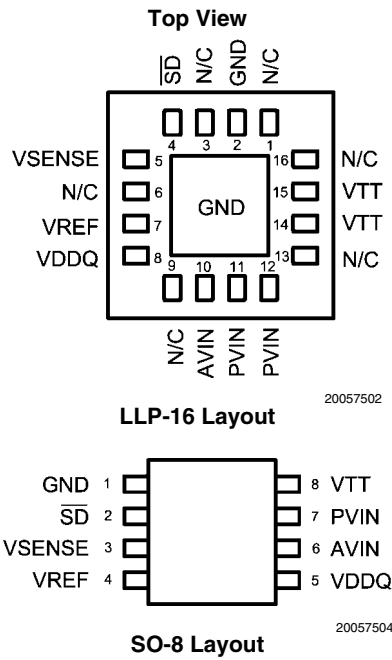 Top View
SD N/C GND N/C
4 3 2 1
VSENSE 5 16 N/C
N/C 6 15 VTT
GND
VREF 7 14 VTT
VDDQ 8 13 N/C
9 10 11 12
N/C AVIN PVIN PVIN
20057502
LLP-16 Layout
GND 1 8 VTT
SD 2 7 PVIN
VSENSE 3 6 AVIN
VREF 4 5 VDDQ
20057504
SO-8 Layout